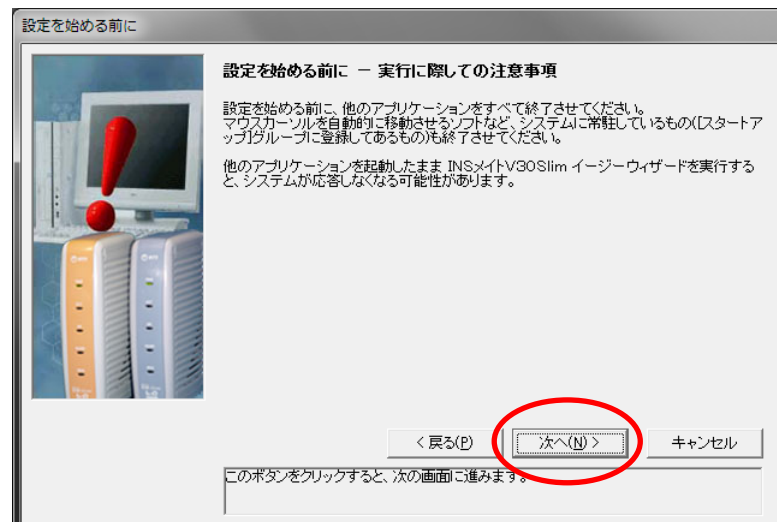 設定を始める前に
設定を始める前に － 実行に際しての注意事項
設定を始める前に、他のアプリケーションをすべて終了させてください。
マウスカーソルを自動的に移動させるソフトなど、システムに常駐しているもの([スタートア
ップ]グループに登録してあるもの)も終了させてください。
他のアプリケーションを起動したまま INSメイトV30Slim イージーウィザードを実行する
と、システムが応答しなくなる可能性があります。
< 戻る(P)
次へ(N) >
キャンセル
このボタンをクリックすると、次の画面に進みます。